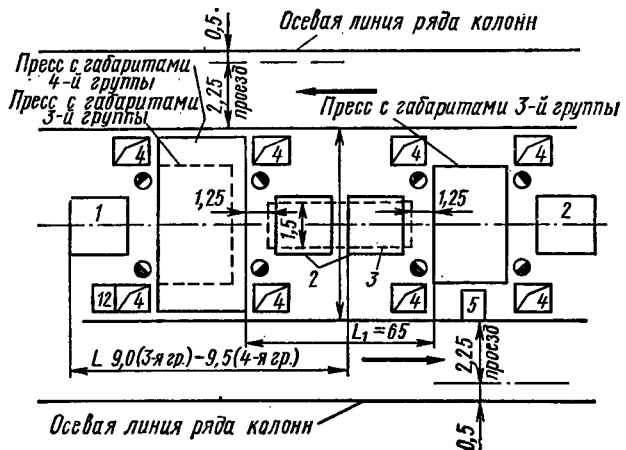 Осевая линия ряда колонн
0,5
Пресс с габаритами
4-й группы
Пресс с габаритами
3-й группы
2,25
проезд
Пресс с габаритами 3-й группы
4
4
4
4
1,25
1,25
1
1,5
2
2
3
12
4
4
4
5
4
L₁=65
L 9,0(3-я гр.)-9,5(4-я гр.)
2,25
проезд
Осевая линия ряда колонн
0,5